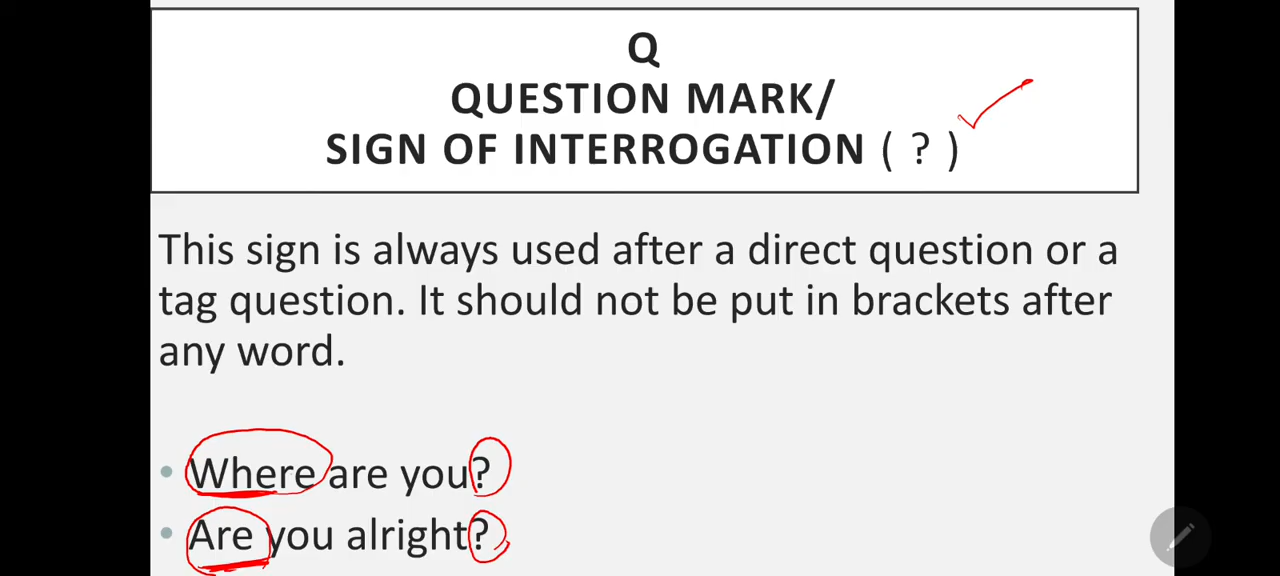 Q
QUESTION MARK/
SIGN OF INTERROGATION ( ? )
This sign is always used after a direct question or a
tag question. It should not be put in brackets after
any word.
• Where are you?
• Are you alright?